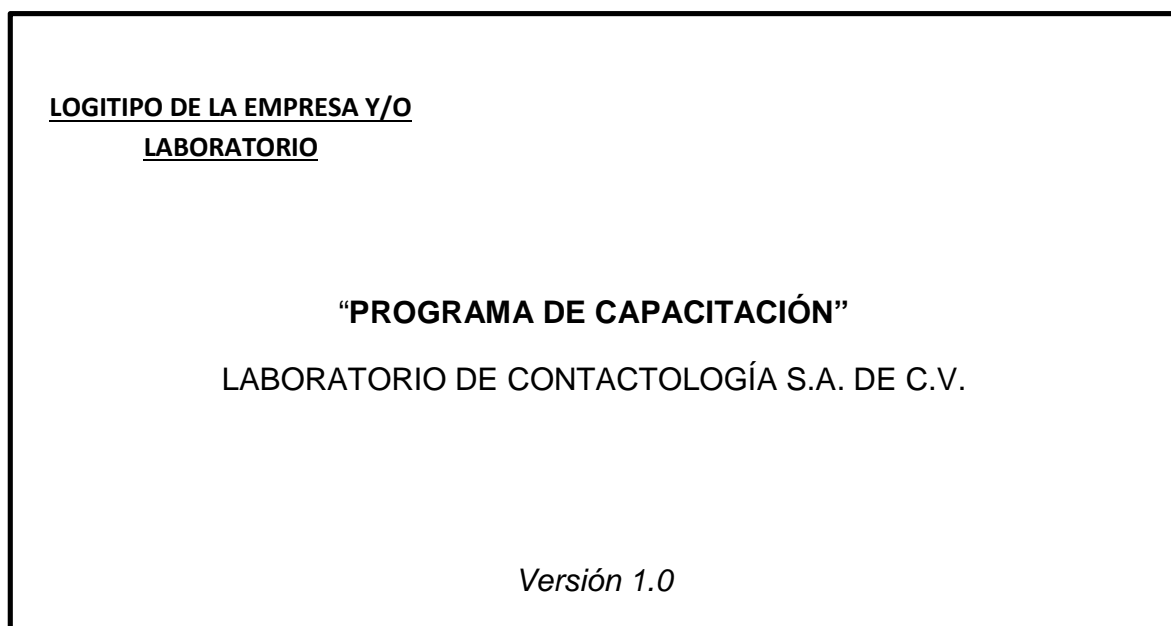 LOGITIPO DE LA EMPRESA Y/O
LABORATORIO
“PROGRAMA DE CAPACITACIÓN”
LABORATORIO DE CONTACTOLOGÍA S.A. DE C.V.
Versión 1.0